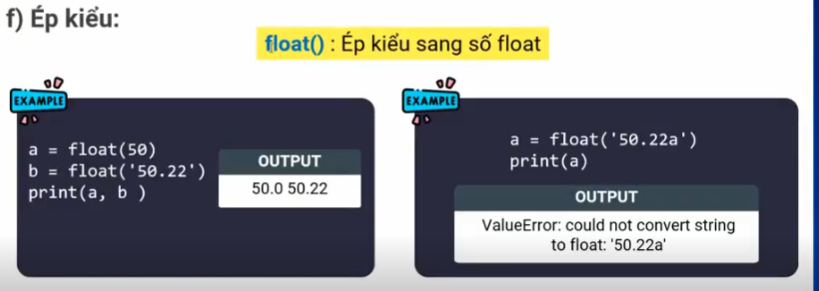 f) Ép kiểu:
float() : Ép kiểu sang số float
EXAMPLE
a = float(50)
b = float('50.22')
print(a, b )
OUTPUT
50.0 50.22
EXAMPLE
a = float('50.22a')
print(a)
OUTPUT
ValueError: could not convert string
to float: '50.22a'